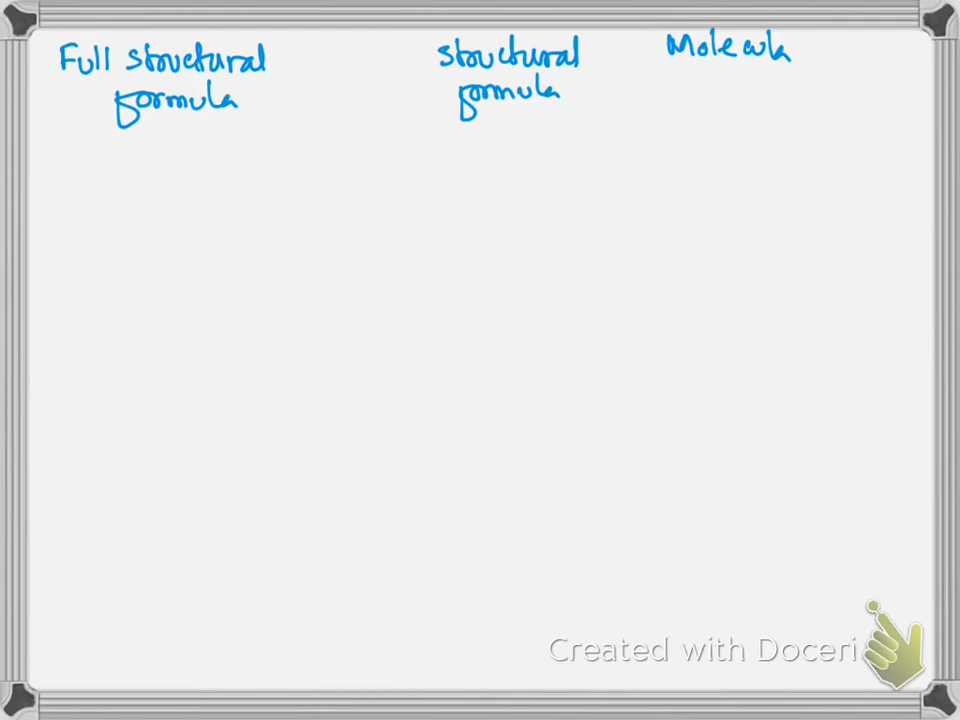 Full structural
formula
structural
formula
Molecula
Created with Doceri